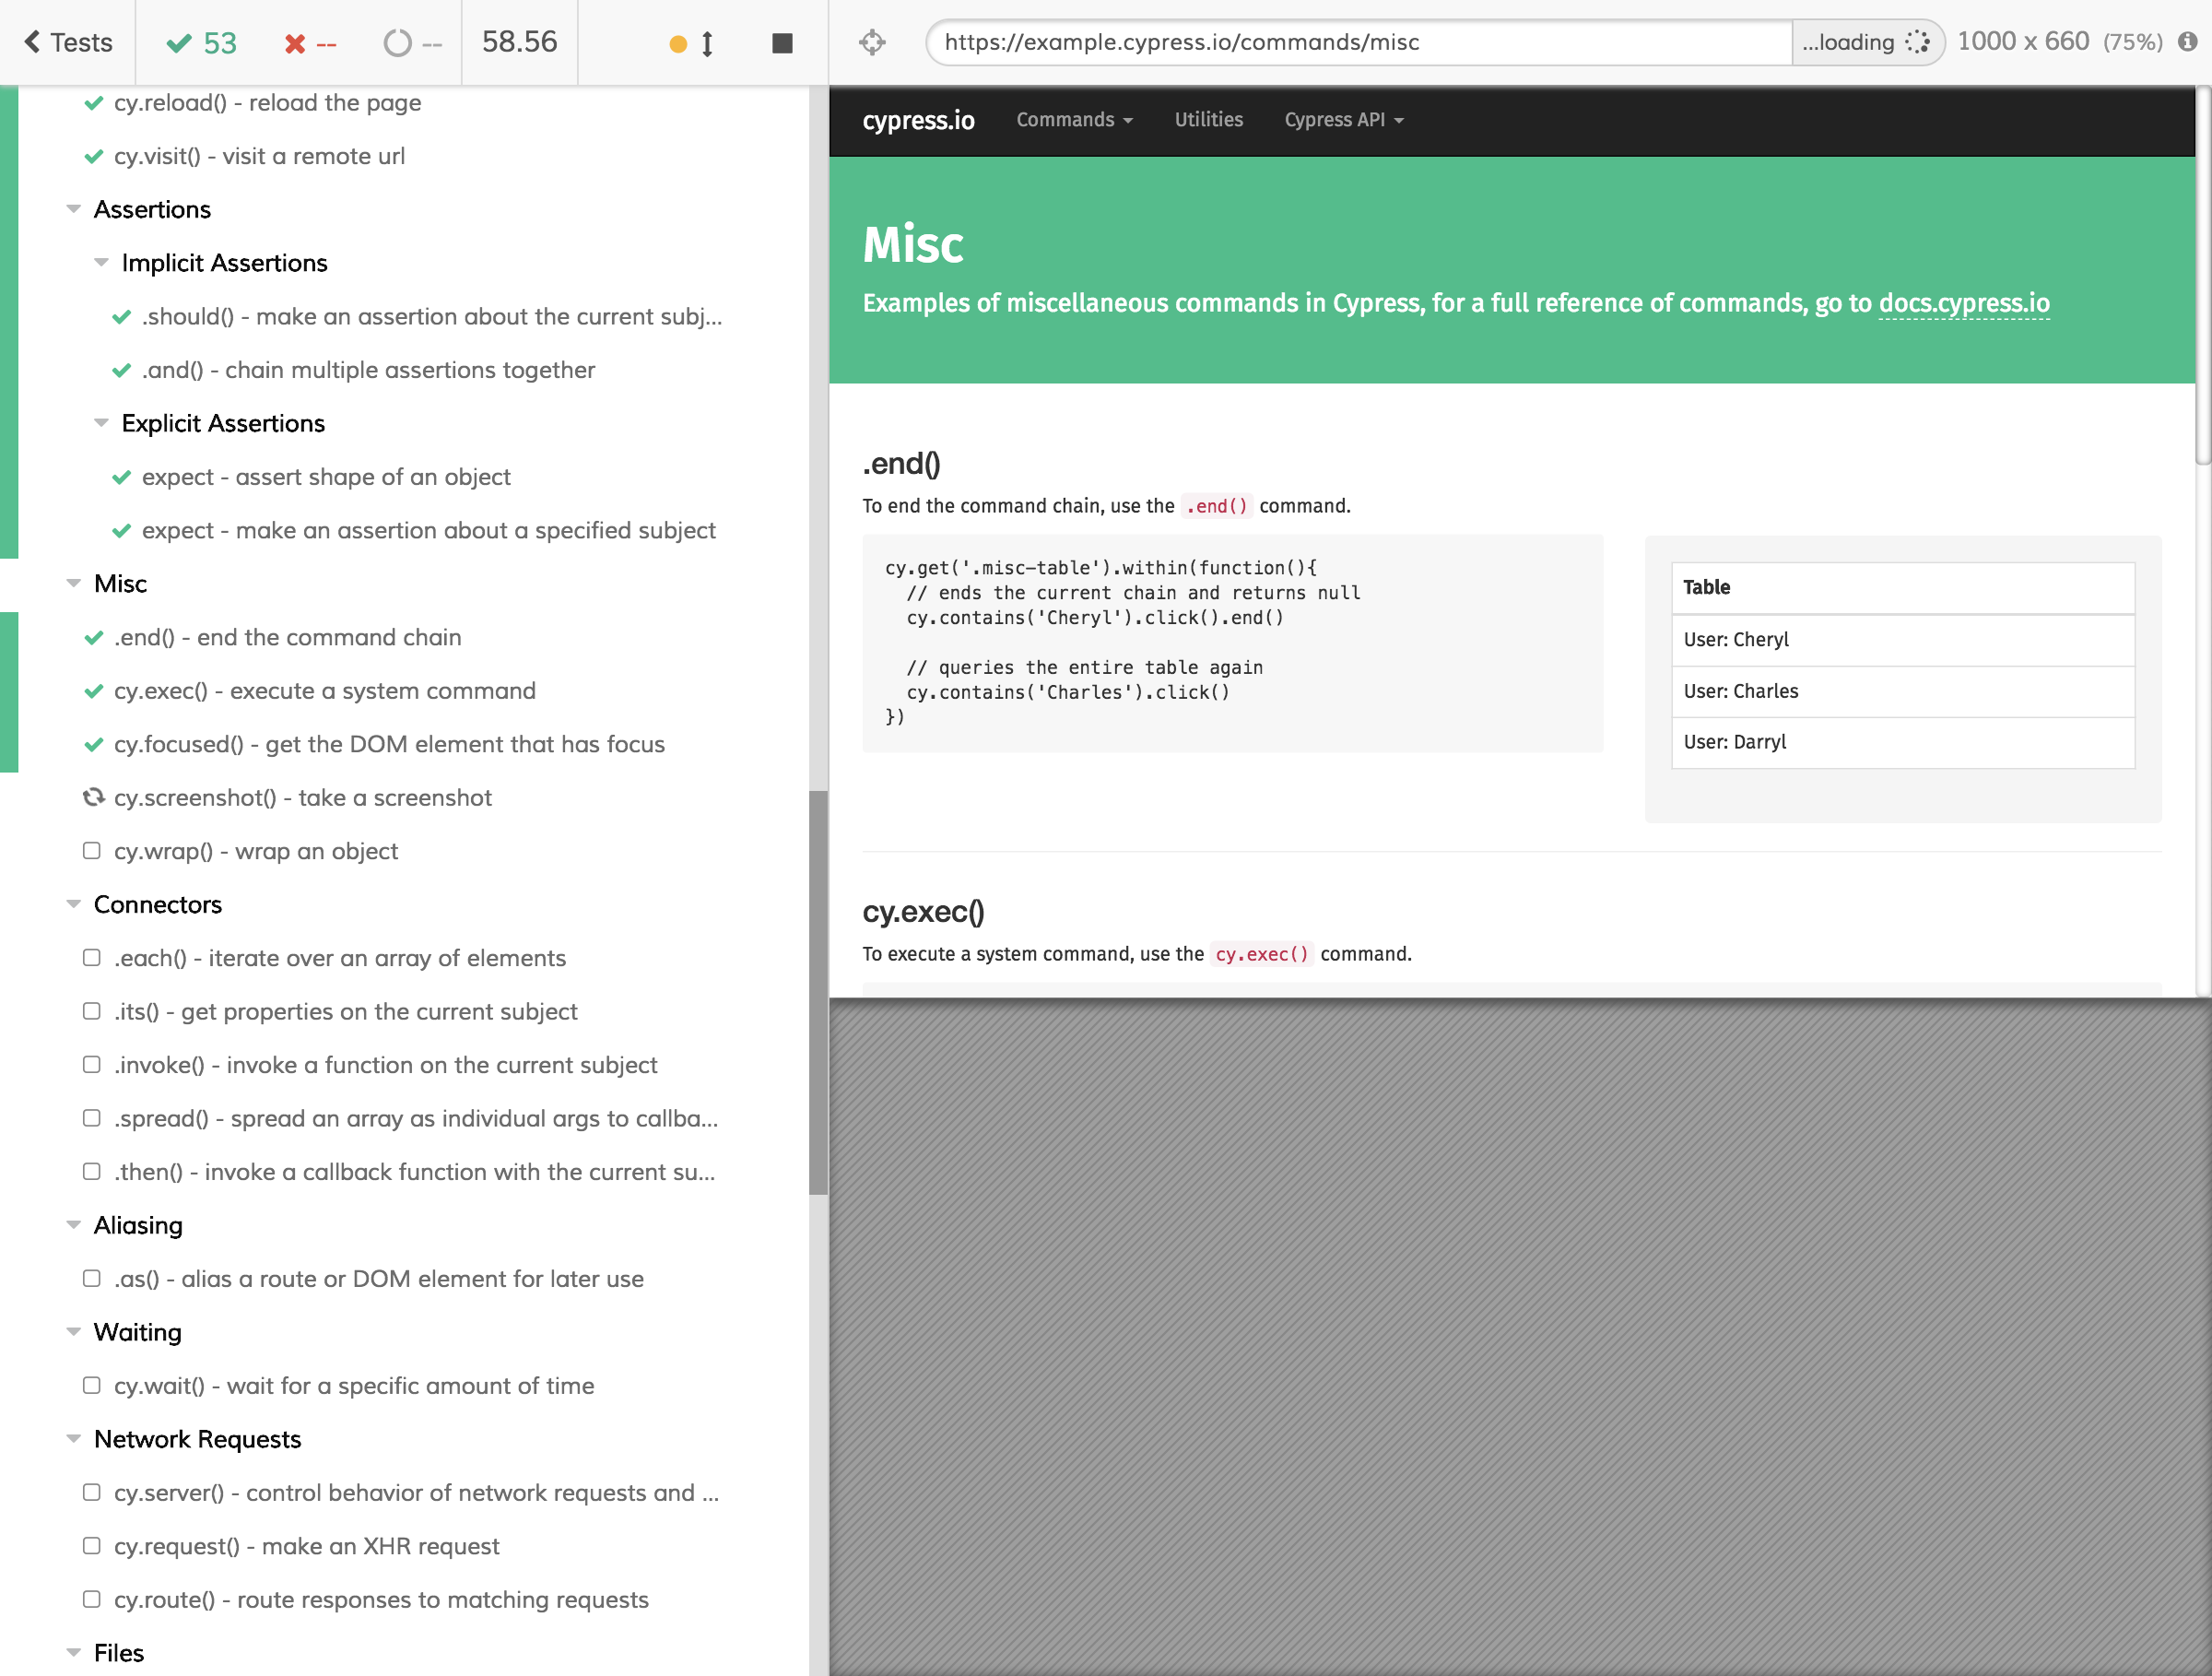 Tests
53
--
--
58.56
https://example.cypress.io/commands/misc
...loading
1000 x 660 (75%)
cy.reload() - reload the page
cy.visit() - visit a remote url
Assertions
Implicit Assertions
.should() - make an assertion about the current subj...
.and() - chain multiple assertions together
Explicit Assertions
expect - assert shape of an object
expect - make an assertion about a specified subject
Misc
.end() - end the command chain
cy.exec() - execute a system command
cy.focused() - get the DOM element that has focus
cy.screenshot() - take a screenshot
cy.wrap() - wrap an object
Connectors
.each() - iterate over an array of elements
.its() - get properties on the current subject
.invoke() - invoke a function on the current subject
.spread() - spread an array as individual args to callba...
.then() - invoke a callback function with the current su...
Aliasing
.as() - alias a route or DOM element for later use
Waiting
cy.wait() - wait for a specific amount of time
Network Requests
cy.server() - control behavior of network requests and ...
cy.request() - make an XHR request
cy.route() - route responses to matching requests
Files
cypress.io
Commands
Utilities
Cypress API
Misc
Examples of miscellaneous commands in Cypress, for a full reference of commands, go to docs.cypress.io
.end()
To end the command chain, use the .end() command.
cy.get('.misc-table').within(function(){
// ends the current chain and returns null
cy.contains('Cheryl').click().end()
// queries the entire table again
cy.contains('Charles').click()
})
Table
User: Cheryl
User: Charles
User: Darryl
cy.exec()
To execute a system command, use the cy.exec() command.